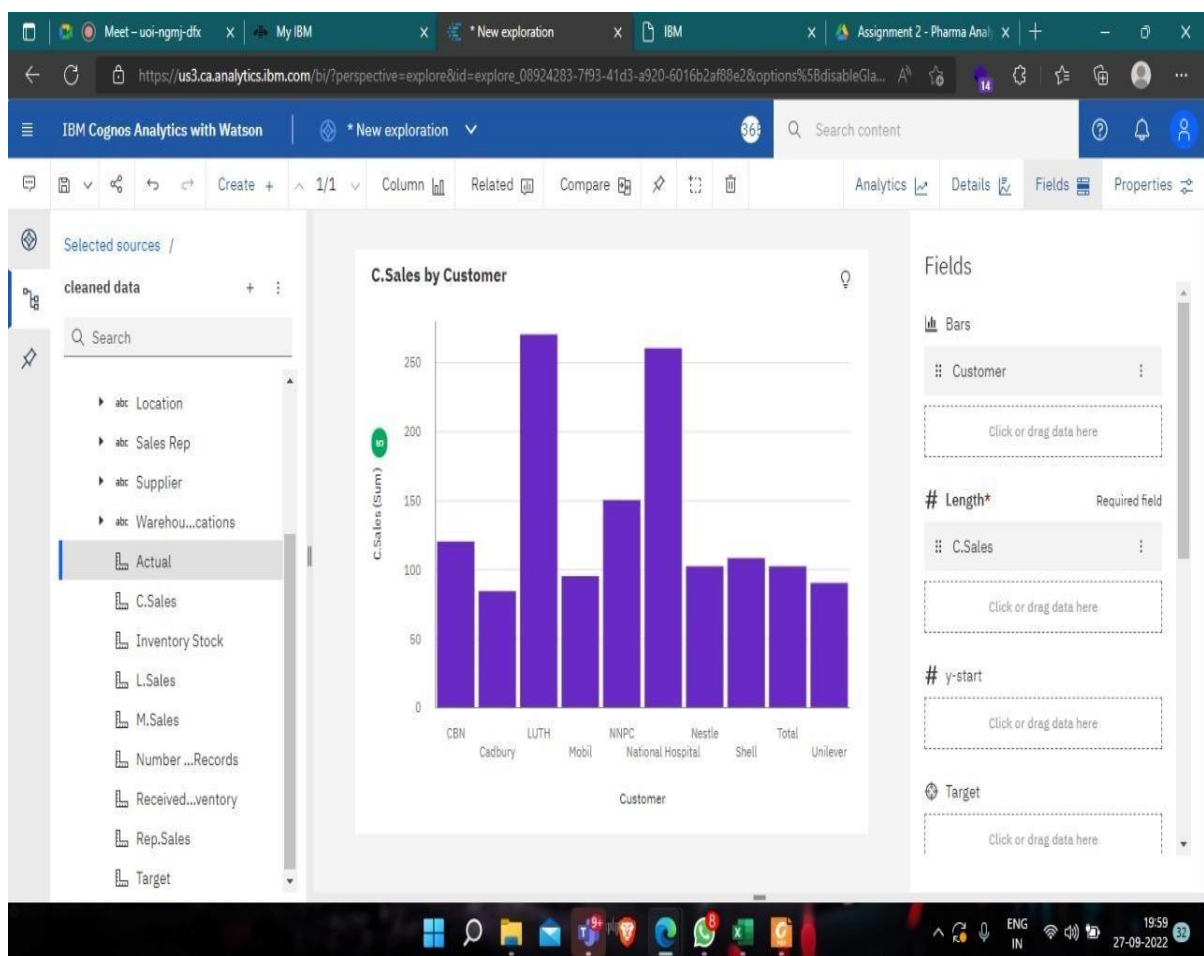 Meet – uoi-ngmj-dfx
My IBM
* New exploration
IBM
Assignment 2 - Pharma Anal
https://us3.ca.analytics.ibm.com/bi/?perspective=explore&id=explore_08924283-7f93-41d3-a920-6016b2af88e2&options%5BdisableGla...
14
IBM Cognos Analytics with Watson
* New exploration
Search content
Create +
1/1
Column
Related
Compare
Analytics
Details
Fields
Properties
Selected sources /
cleaned data
Search
abc Location
abc Sales Rep
abc Supplier
abc Warehou...cations
Actual
C.Sales
Inventory Stock
L.Sales
M.Sales
Number ...Records
Received...ventory
Rep.Sales
Target
C.Sales by Customer
C.Sales (Sum)
250
200
150
100
50
0
CBN
Cadbury
LUTH
Mobil
NNPC
National Hospital
Nestle
Shell
Total
Unilever
Customer
Fields
Bars
Customer
Click or drag data here
# Length*
Required field
C.Sales
Click or drag data here
# y-start
Click or drag data here
Target
Click or drag data here
9+
8
ENG
IN
19:59
27-09-2022
32